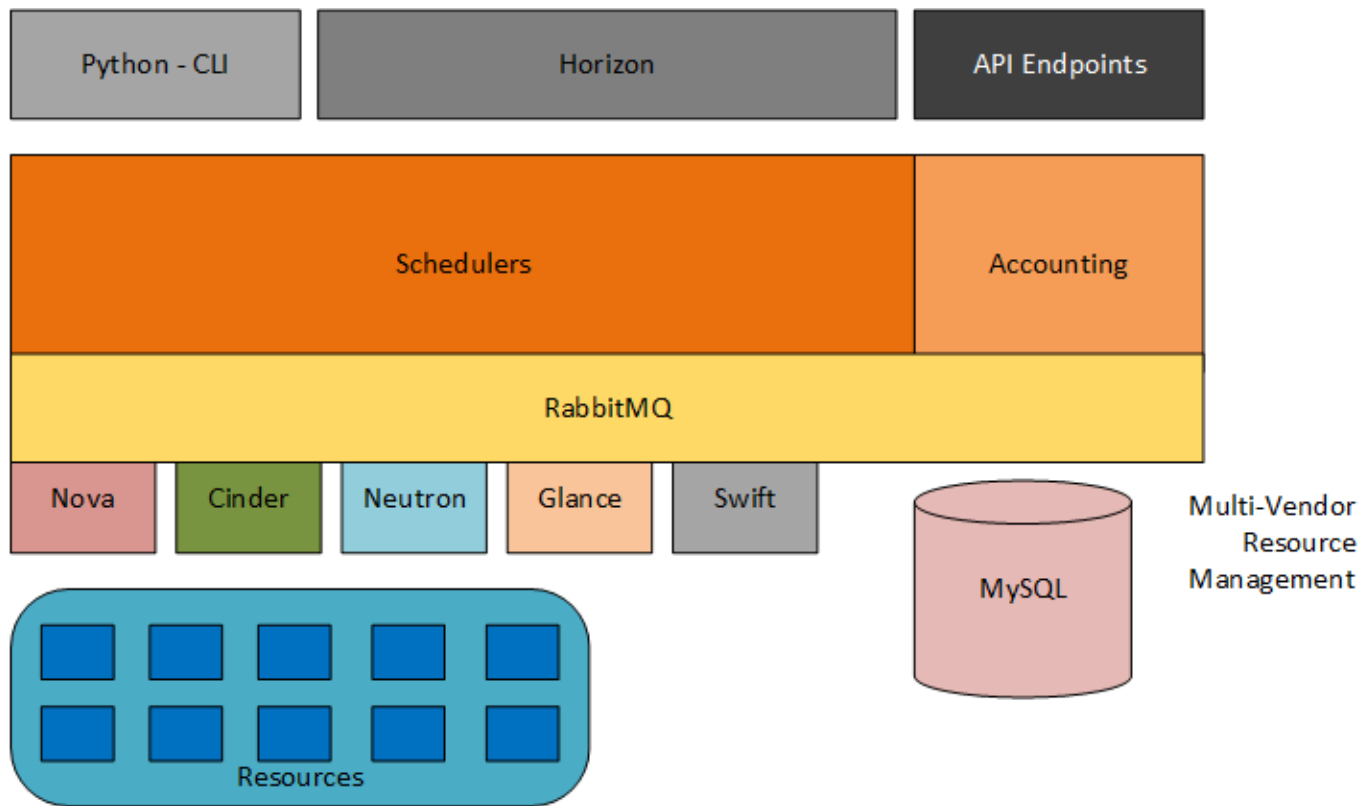 Python - CLI
Horizon
API Endpoints
Schedulers
Accounting
RabbitMQ
Nova
Cinder
Neutron
Glance
Swift
MySQL
Multi-Vendor
Resource
Management
Resources